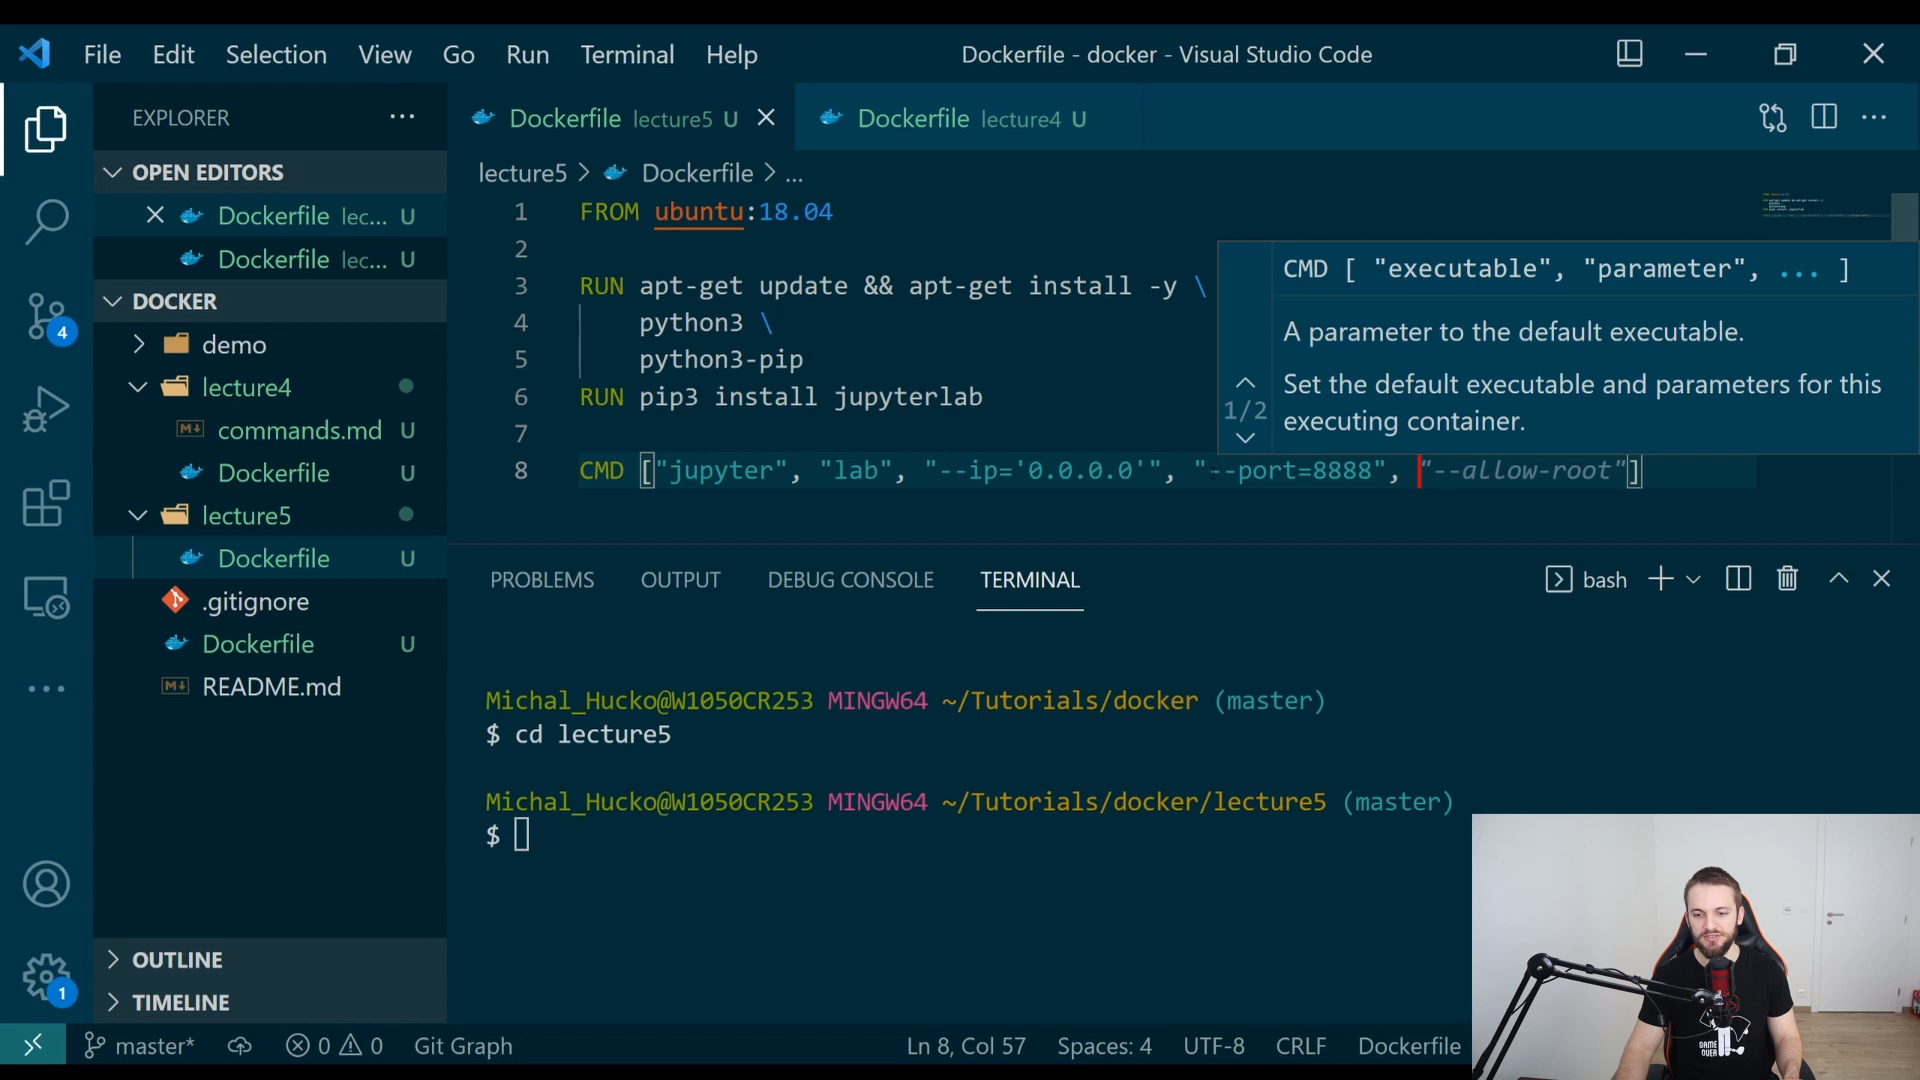 File Edit Selection View Go Run Terminal Help
Dockerfile - docker - Visual Studio Code
EXPLORER
OPEN EDITORS
Dockerfile lec... U
Dockerfile lec... U
DOCKER
demo
lecture4
commands.md U
Dockerfile U
lecture5
Dockerfile U
.gitignore
Dockerfile U
README.md
OUTLINE
TIMELINE
4
1
Dockerfile lecture5 U
Dockerfile lecture4 U
lecture5 > Dockerfile > ...
1 FROM ubuntu:18.04
2
3 RUN apt-get update && apt-get install -y \
4 python3 \
5 python3-pip
6 RUN pip3 install jupyterlab
7
8 CMD ["jupyter", "lab", "--ip='0.0.0.0'", "--port=8888", "--allow-root"]
CMD [ "executable", "parameter", ... ]
A parameter to the default executable.
Set the default executable and parameters for this
executing container.
1/2
PROBLEMS OUTPUT DEBUG CONSOLE TERMINAL
bash
Michal_Hucko@W1050CR253 MINGW64 ~/Tutorials/docker (master)
$ cd lecture5
Michal_Hucko@W1050CR253 MINGW64 ~/Tutorials/docker/lecture5 (master)
$
GAME
OVER
master* 0 0 Git Graph
Ln 8, Col 57 Spaces: 4 UTF-8 CRLF Dockerfile